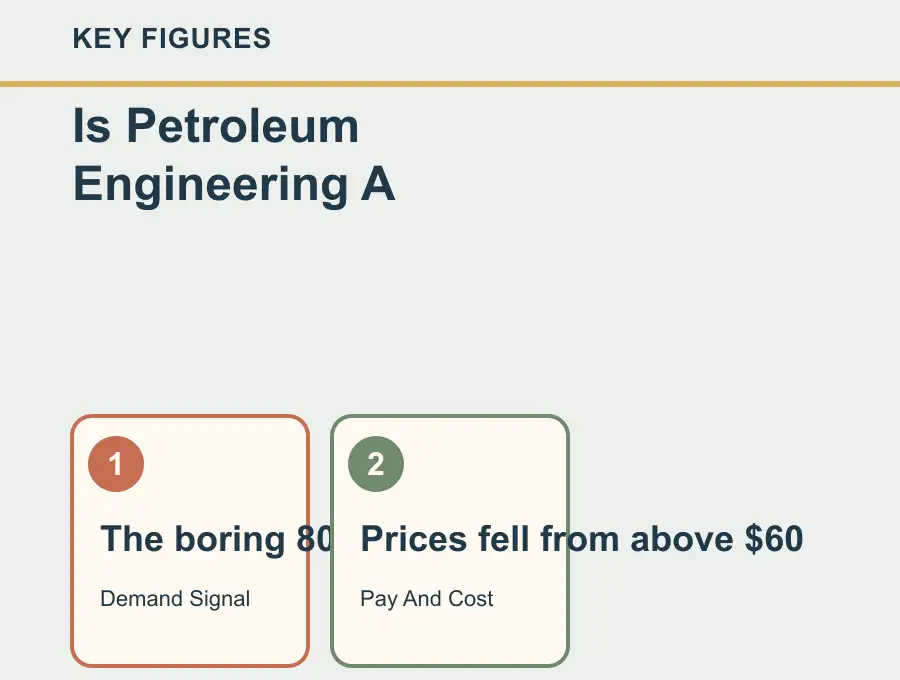 KEY FIGURES
Is Petroleum
Engineering A
1
2
The boring 80
Prices fell from above $60
Demand Signal
Pay And Cost